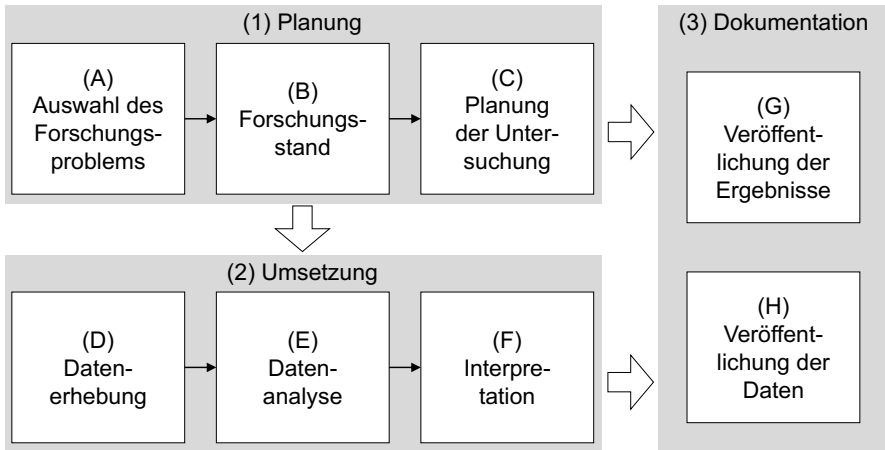 (1) Planung
(A)
Auswahl des
Forschungs-
problems
(B)
Forschungs-
stand
(C)
Planung
der Unter-
suchung
(2) Umsetzung
(D)
Daten-
erhebung
(E)
Daten-
analyse
(F)
Interpre-
tation
(3) Dokumentation
(G)
Veröffent-
lichung der
Ergebnisse
(H)
Veröffent-
lichung der
Daten